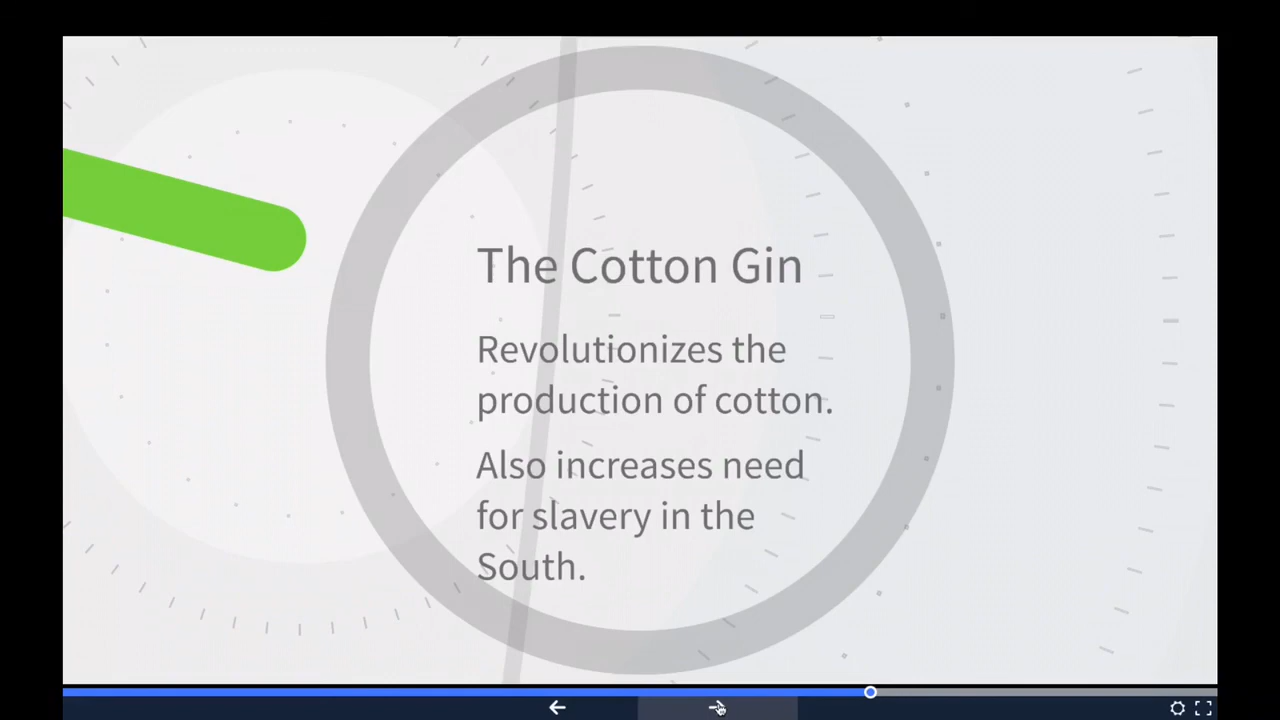 The Cotton Gin
Revolutionizes the
production of cotton.
Also increases need
for slavery in the
South.